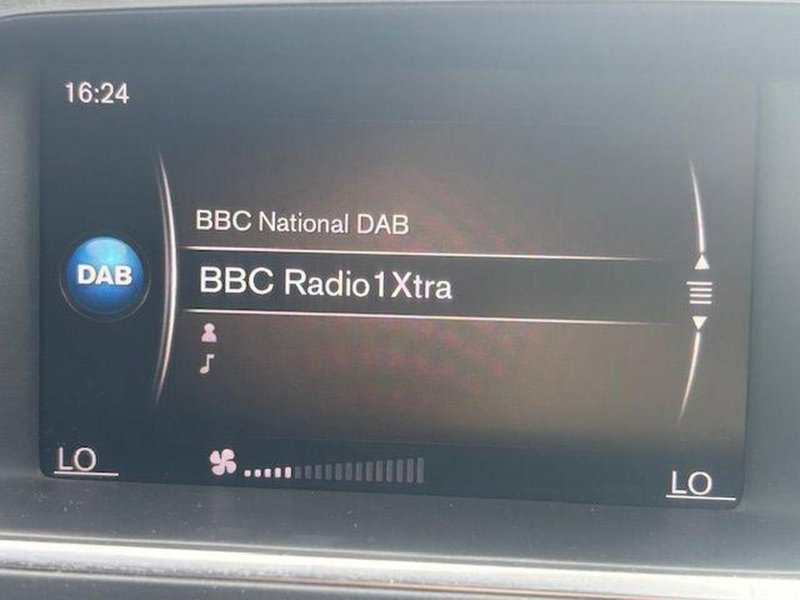 16:24
BBC National DAB
DAB
BBC Radio1Xtra
LO
LO